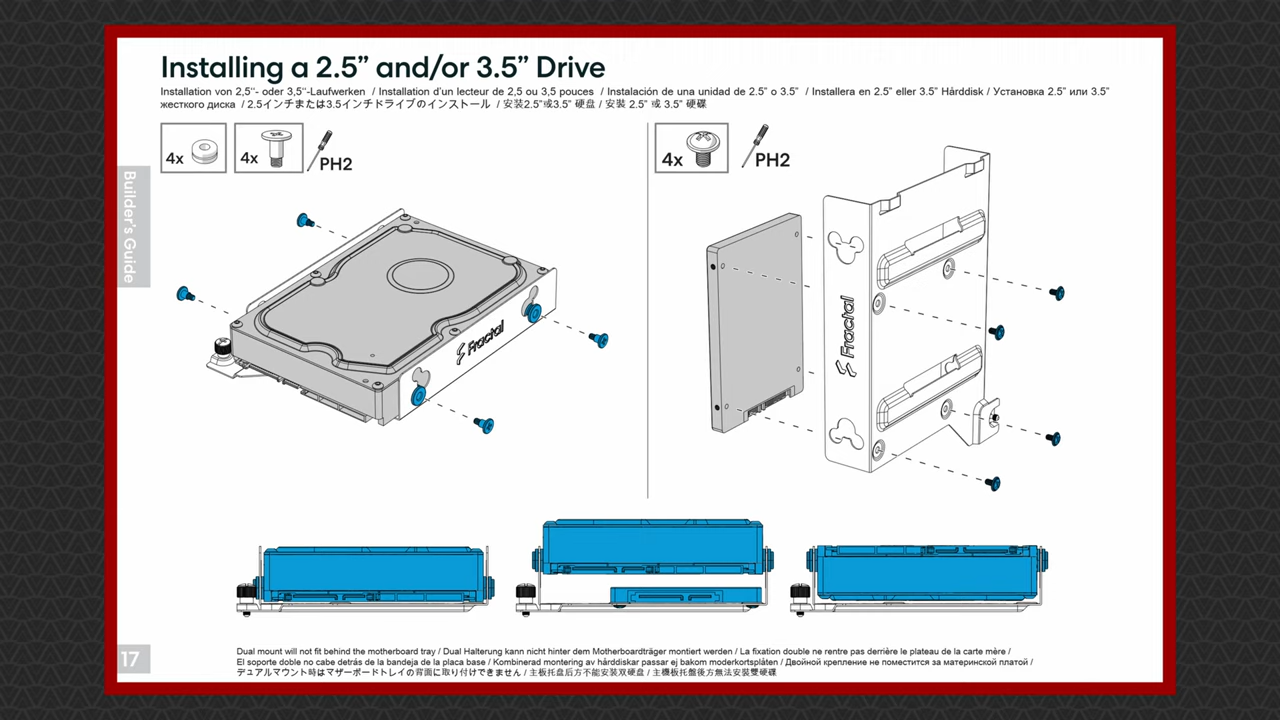 Installing a 2.5” and/or 3.5” Drive
Installation von 2,5''- oder 3,5''-Laufwerken / Installation d'un lecteur de 2,5 ou 3,5 pouces / Instalación de una unidad de 2.5” o 3.5” / Installera en 2.5” eller 3.5” Hårddisk / Установка 2.5” или 3.5”
жесткого диска / 2.5インチまたは3.5インチドライブのインストール / 安装2.5”或3.5” 硬盘 / 安裝 2.5” 或 3.5” 硬碟
4x
4x
PH2
4x
PH2
Builder's Guide
Fractal
Fractal
Dual mount will not fit behind the motherboard tray / Dual Halterung kann nicht hinter dem Motherboardträger montiert werden / La fixation double ne rentre pas derrière le plateau de la carte mère /
El soporte doble no cabe detrás de la bandeja de la placa base / Kombinerad montering av hårddiskar passar ej bakom moderkortsplåten / Двойной крепление не поместится за материнской платой /
デュアルマウント時はマザーボードトレイの背面に取り付けできません / 主板托盘后方不能安装双硬盘 / 主機板托盤後方無法安裝雙硬碟
17